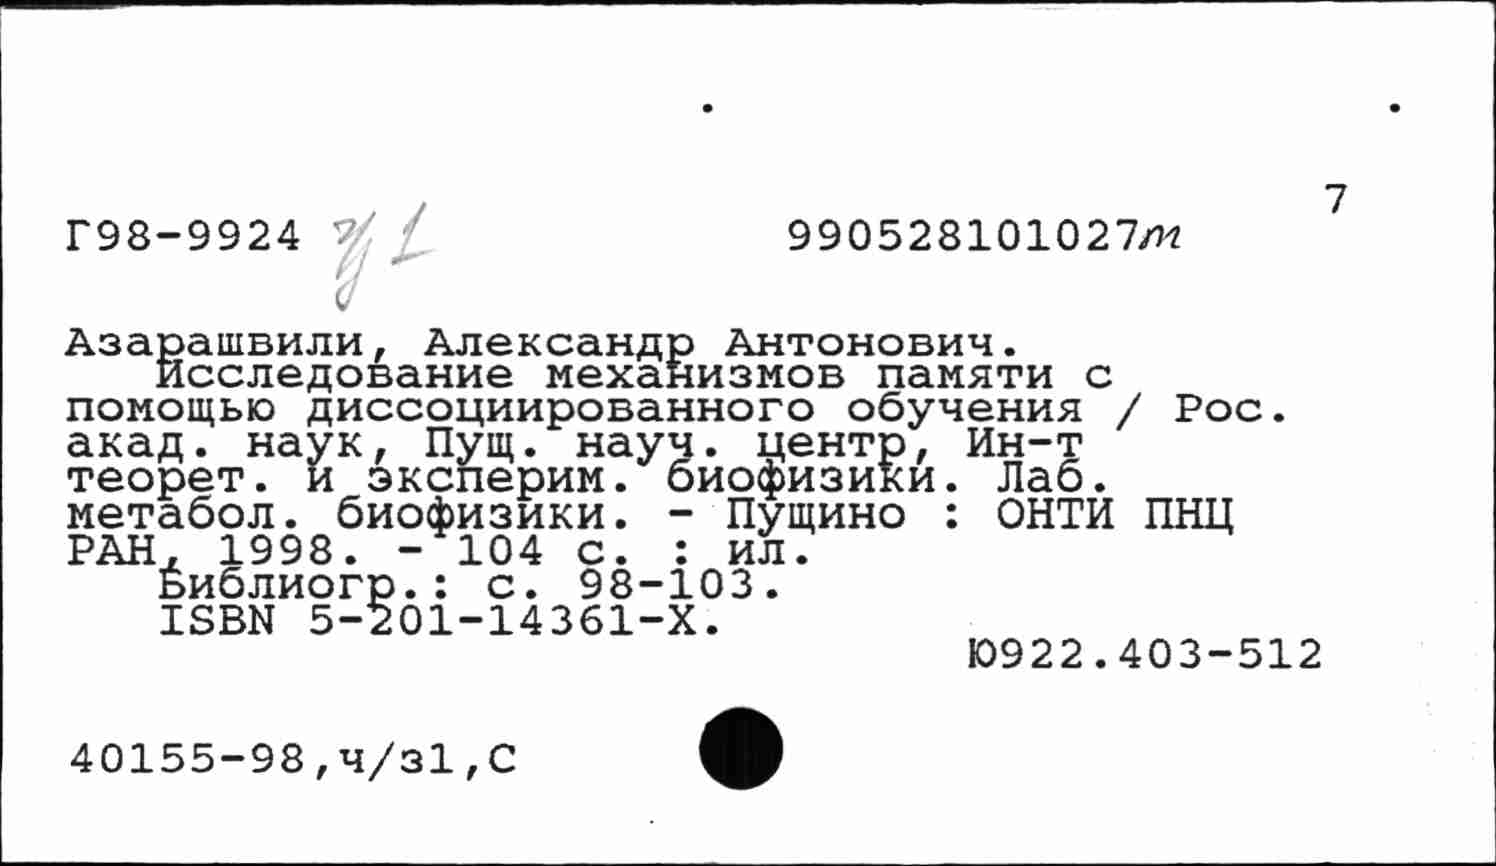 7
Г98-9924 990528101027т
Азарашвили, Александр Антонович.
Исследование механизмов памяти с
помощью диссоциированного обучения / Рос.
акад. наук, Пущ. науч. центр, Ин-т
теорет. и эксперим. биофизики. Лаб.
метабол. биофизики. - Пущино : ОНТИ ПНЦ
РАН, 1998. - 104 с. : ил.
Библиогр.: с. 98-103.
ISBN 5-201-14361-X.
Ю922.403-512
40155-98,ч/з1,С